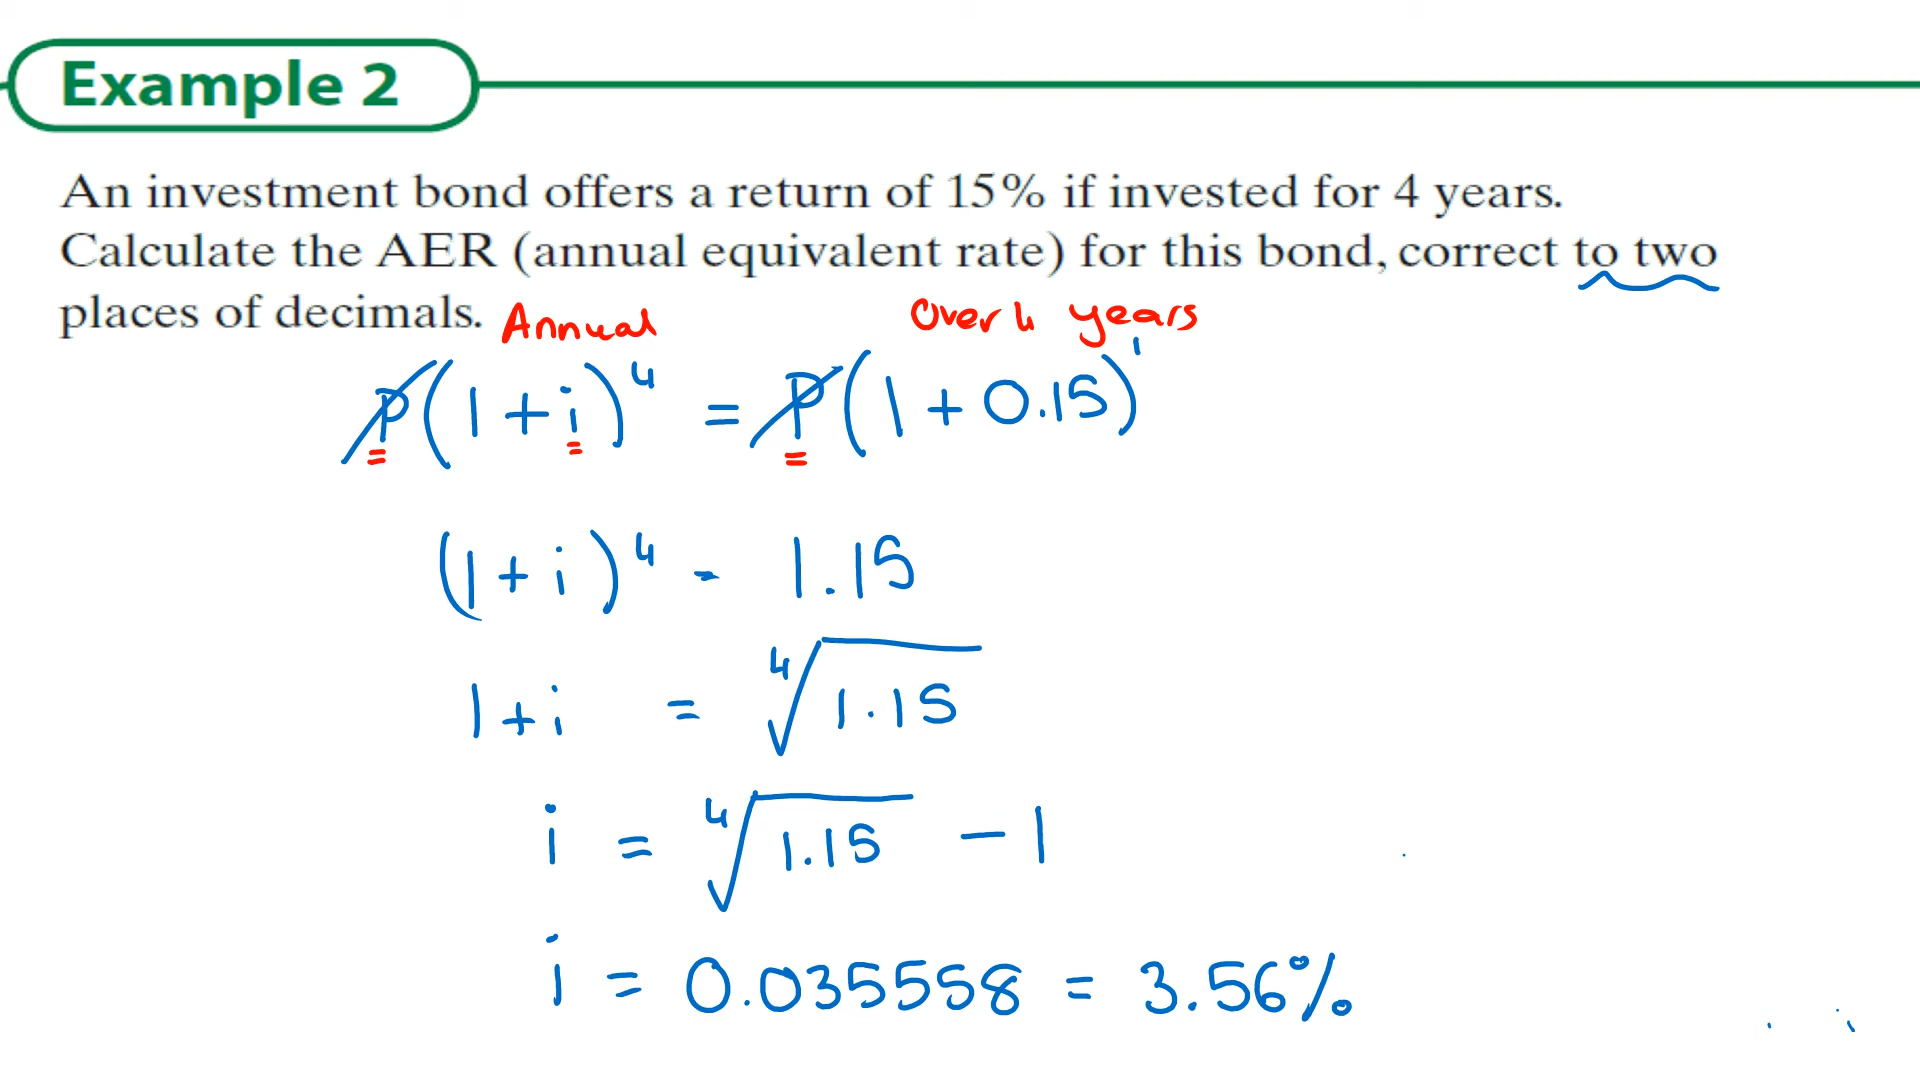 Example 2
An investment bond offers a return of 15% if invested for 4 years.
Calculate the AER (annual equivalent rate) for this bond, correct to two
places of decimals.
Annual Over 4 years
P(1+i)⁴ = P(1+0.15)¹
(1+i)⁴ - 1.15
1+i = ∜1.15
i = ∜1.15 - 1
i = 0.035558 = 3.56%